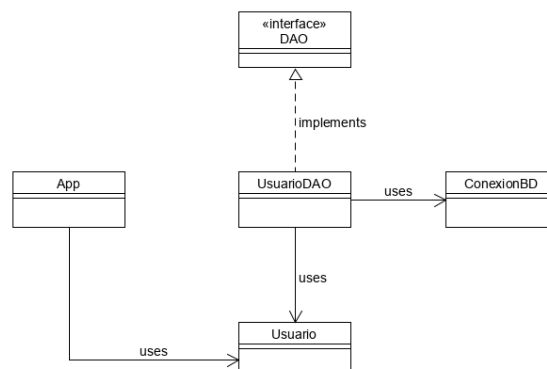 «interface»
DAO
implements
App
UsuarioDAO
uses
ConexionBD
uses
Usuario
uses